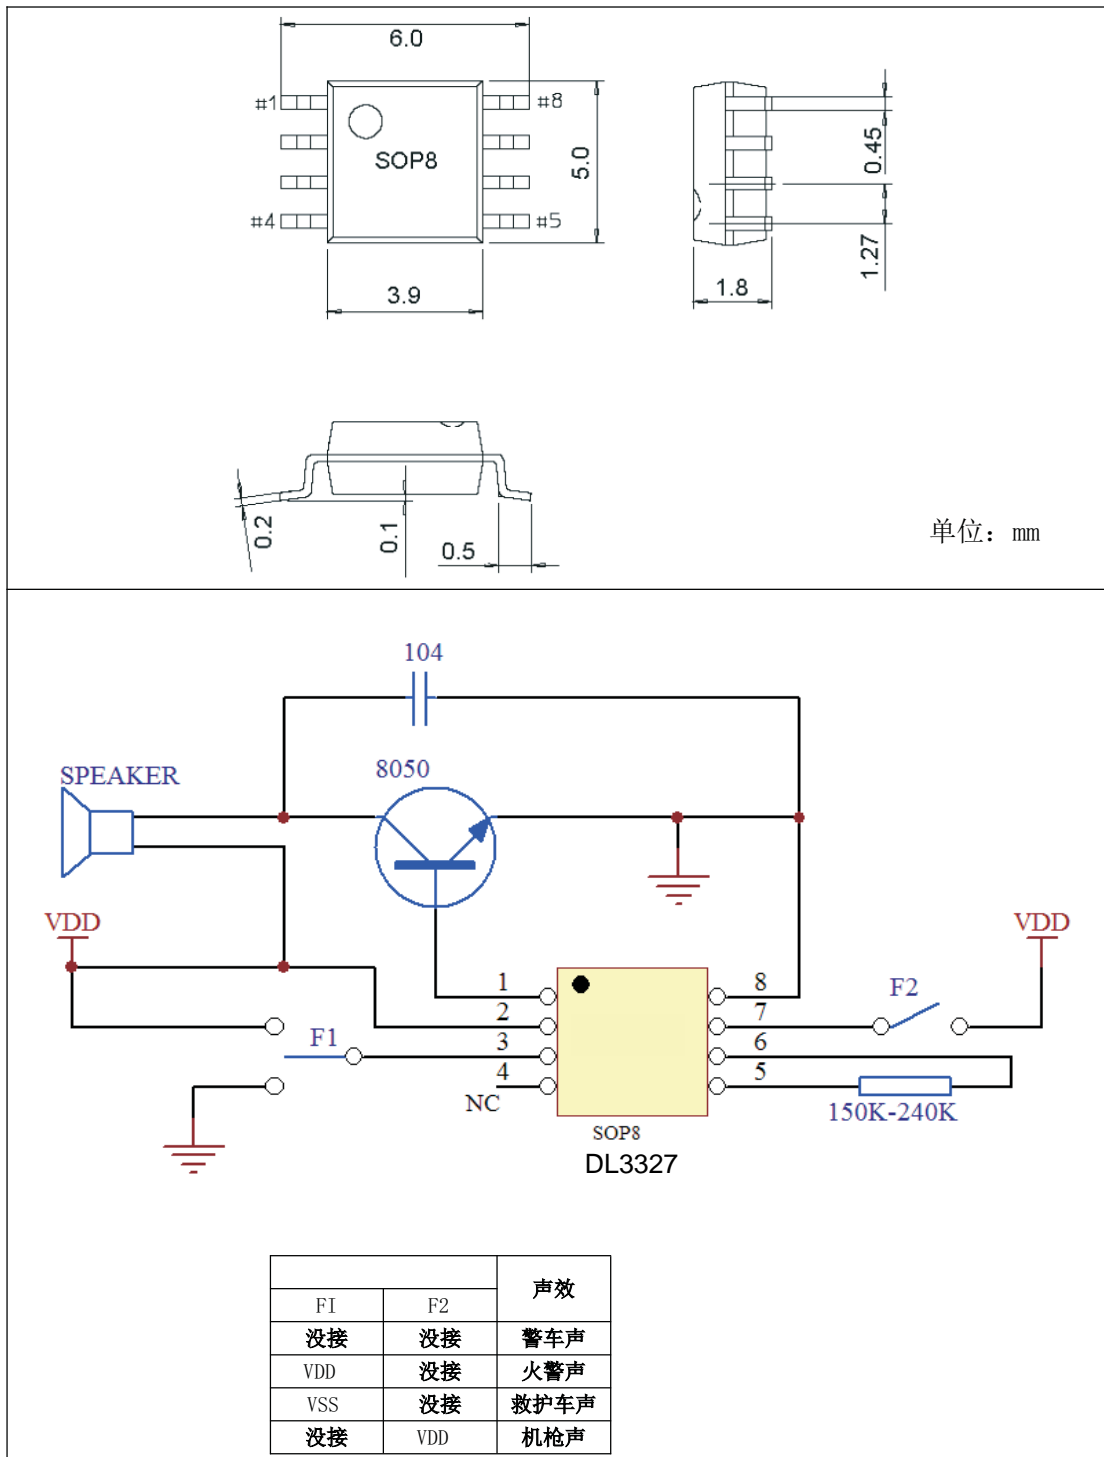 6.0
#1
#8
SOP8
5.0
#4
#5
3.9
0.45
1.27
1.8
0.2
0.1
0.5
单位：mm
104
SPEAKER
8050
VDD
VDD
1
2
3
4
8
7
6
5
F1
F2
NC
150K-240K
SOP8
DL3327
声效
FI F2
没接 没接 警车声
VDD 没接 火警声
VSS 没接 救护车声
没接 VDD 机枪声